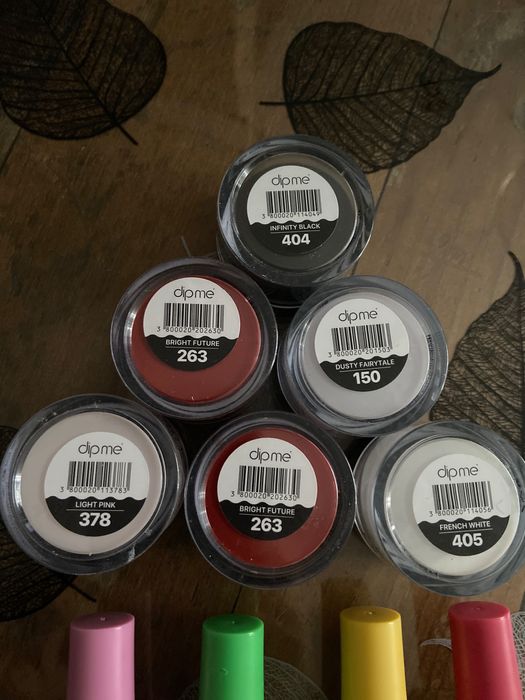 dip me
3 800020 114049
INFINITY BLACK
404
dip me
3 800020 202630
BRIGHT FUTURE
263
dip me
3 800020 201503
DUSTY FAIRYTALE
150
dip me
3 800020 113783
LIGHT PINK
378
dip me
3 800020 202630
BRIGHT FUTURE
263
dip me
3 800020 114056
FRENCH WHITE
405